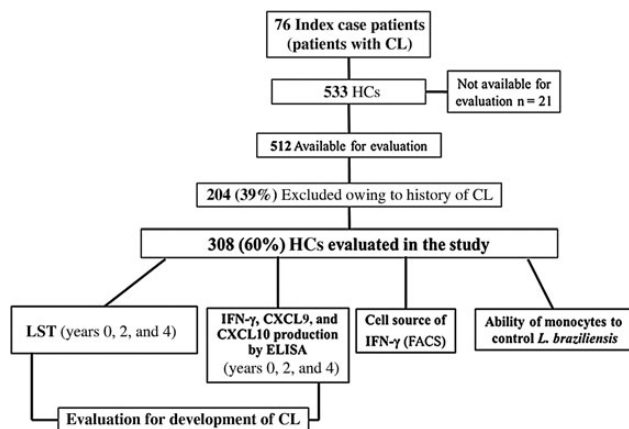 76 Index case patients
(patients with CL)
533 HCs
Not available for
evaluation n = 21
512 Available for evaluation
204 (39%) Excluded owing to history of CL
308 (60%) HCs evaluated in the study
LST (years 0, 2, and 4)
IFN-γ, CXCL9, and
CXCL10 production
by ELISA
(years 0, 2, and 4)
Cell source of
IFN-γ (FACS)
Ability of monocytes to
control L. braziliensis
Evaluation for development of CL